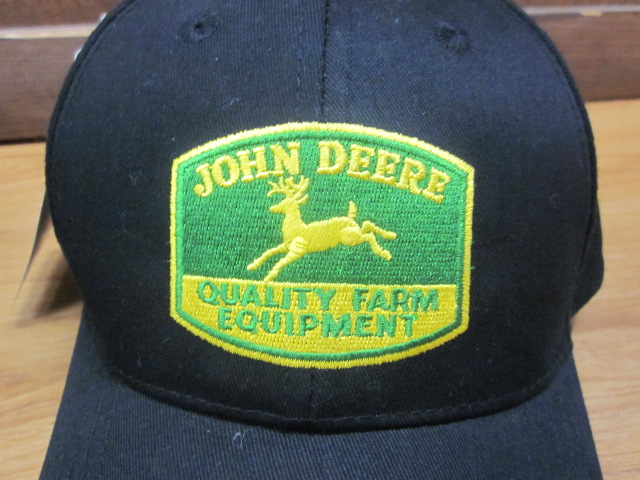 JOHN DEERE
QUALITY FARM
EQUIPMENT